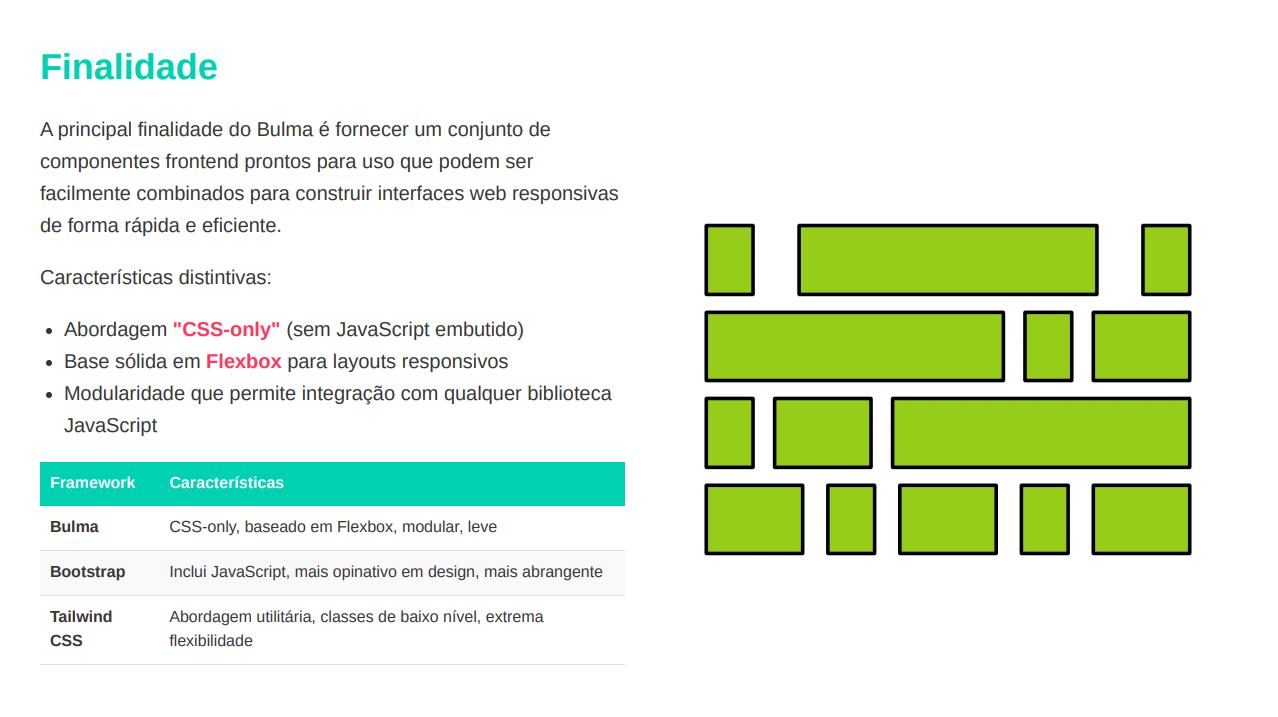 Finalidade
A principal finalidade do Bulma é fornecer um conjunto de
componentes frontend prontos para uso que podem ser
facilmente combinados para construir interfaces web responsivas
de forma rápida e eficiente.
Características distintivas:
Abordagem "CSS-only" (sem JavaScript embutido)
Base sólida em Flexbox para layouts responsivos
Modularidade que permite integração com qualquer biblioteca
JavaScript
Framework Características
Bulma CSS-only, baseado em Flexbox, modular, leve
Bootstrap Inclui JavaScript, mais opinativo em design, mais abrangente
Tailwind Abordagem utilitária, classes de baixo nível, extrema
CSS flexibilidade